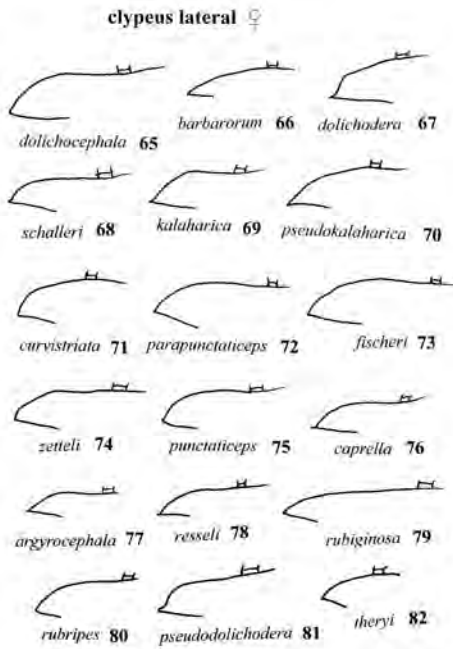 clypeus lateral ♀
dolichocephala 65
barbarorum 66
dolichodera 67
schalleri 68
kalaharica 69
pseudokalaharica 70
curvistriata 71
parapunctaticeps 72
fischeri 73
zetteli 74
punctaticeps 75
caprella 76
argyrocephala 77
resseli 78
rubiginosa 79
rubripes 80
pseudodolichodera 81
theryi 82